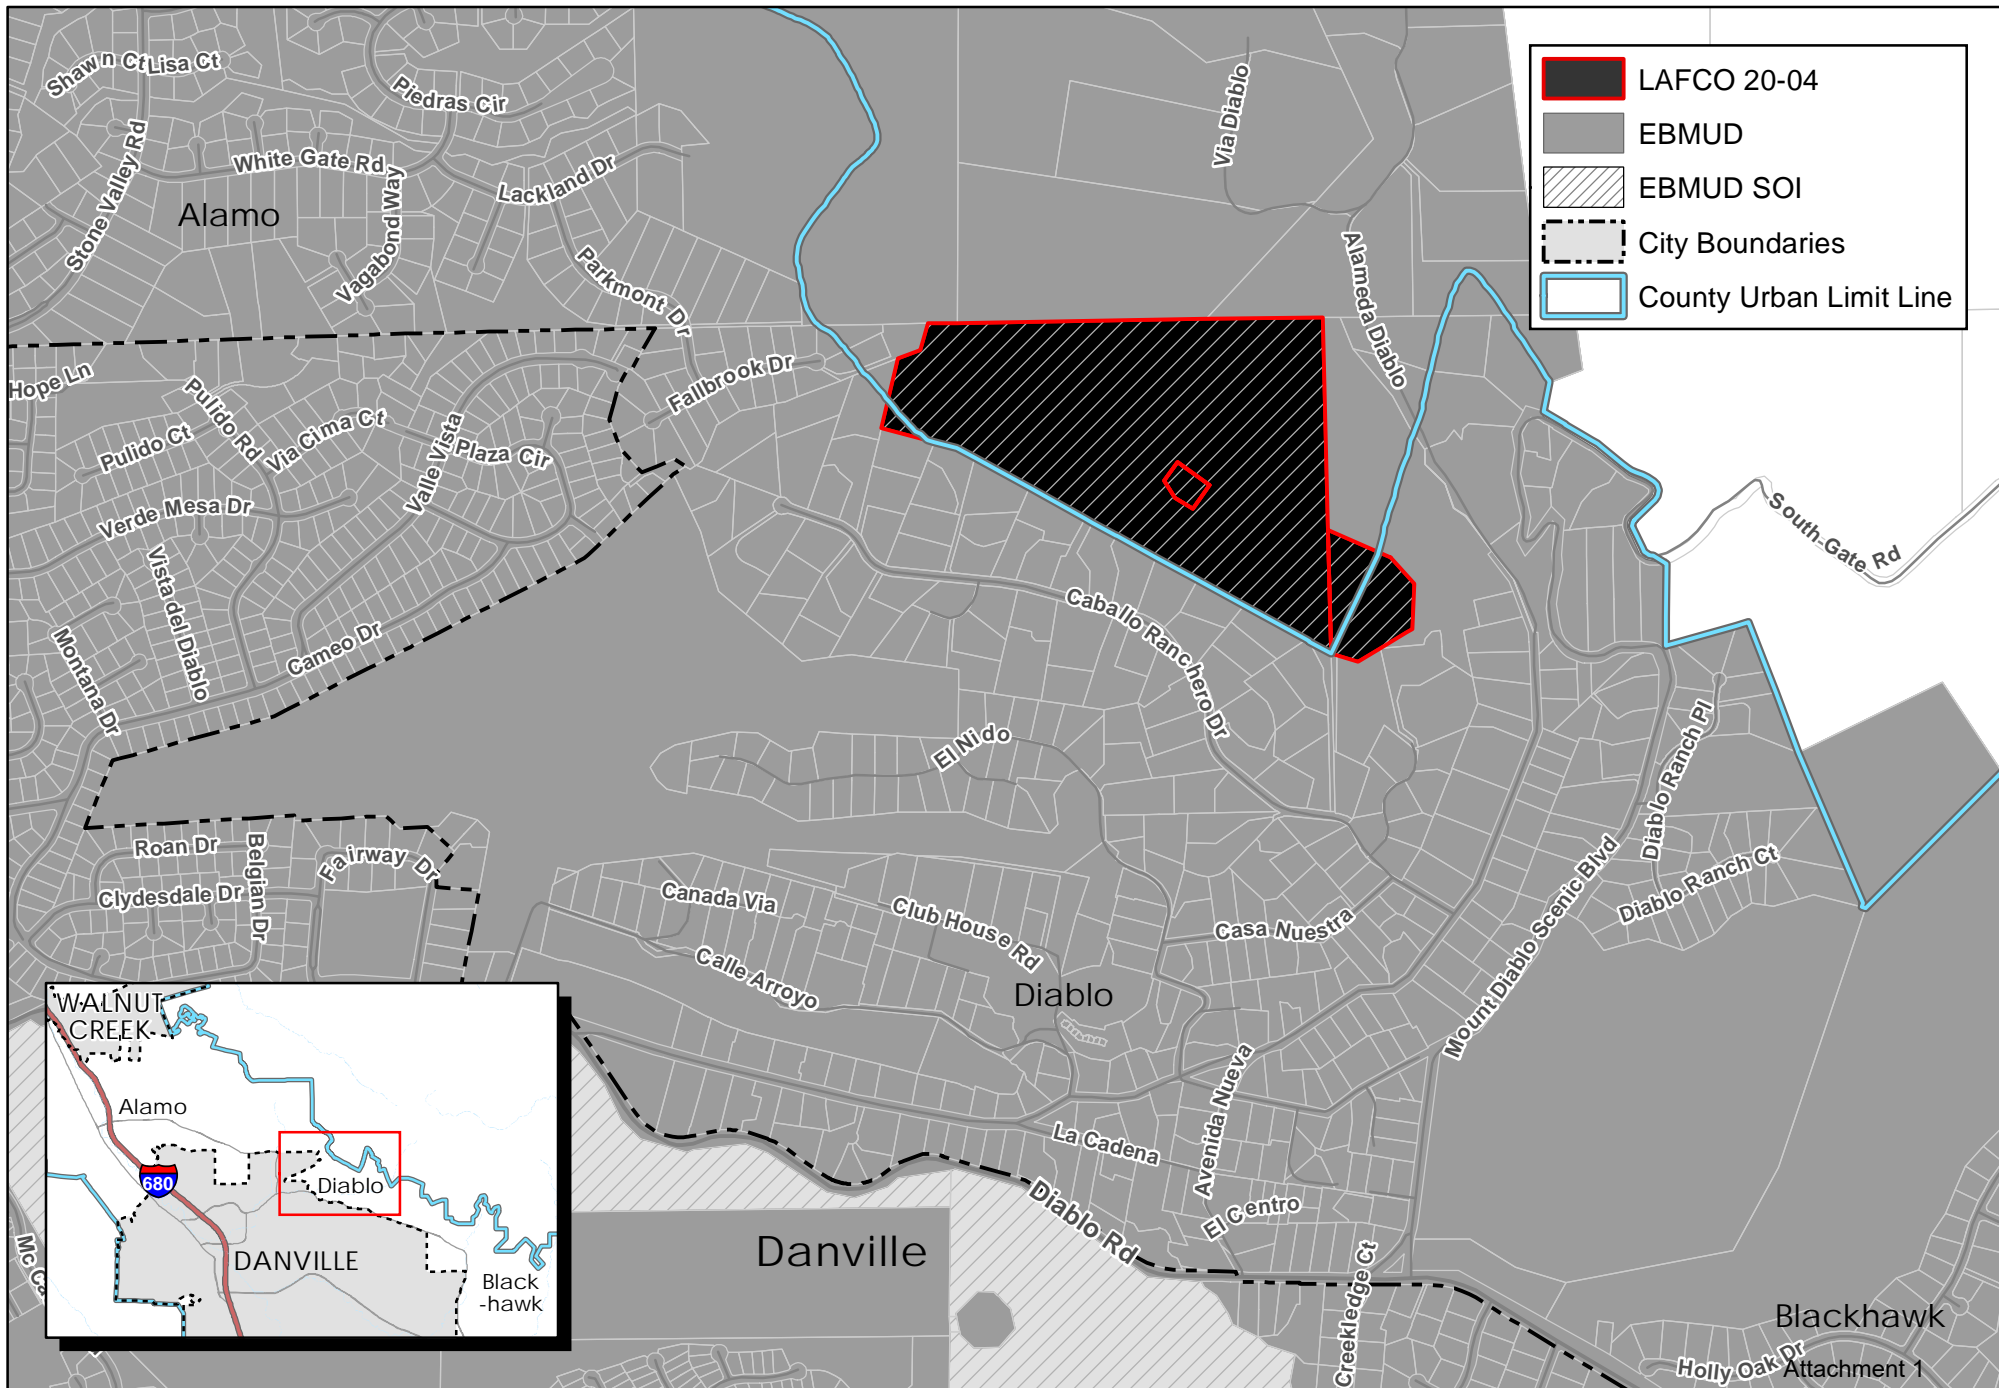 LAFCO 20-04
EBMUD
EBMUD SOI
City Boundaries
County Urban Limit Line
Shawn Ct
Lisa Ct
Piedras Cir
Stone Valley Rd
White Gate Rd
Vagabond Way
Lackland Dr
Alamo
Parkmont Dr
Fallbrook Dr
Via Diablo
Alameda Diablo
Hope Ln
Pulido Rd
Pulido Ct
Via Cima Ct
Valle Vista
Plaza Cir
Verde Mesa Dr
Vista del Diablo
Montana Dr
Cameo Dr
South Gate Rd
Caballo Ranchero Dr
El Nido
Diablo Ranch Pl
Diablo Ranch Ct
Mount Diablo Scenic Blvd
Roan Dr
Belgian Dr
Fairway Dr
Clydesdale Dr
Canada Via
Club House Rd
Casa Nuestra
Calle Arroyo
Diablo
Avenida Nueva
La Cadena
El Centro
Diablo Rd
Creekledge Ct
Danville
Blackhawk
Holly Oak Dr
Attachment 1
WALNUT
CREEK
Alamo
680
Diablo
DANVILLE
Black
-hawk